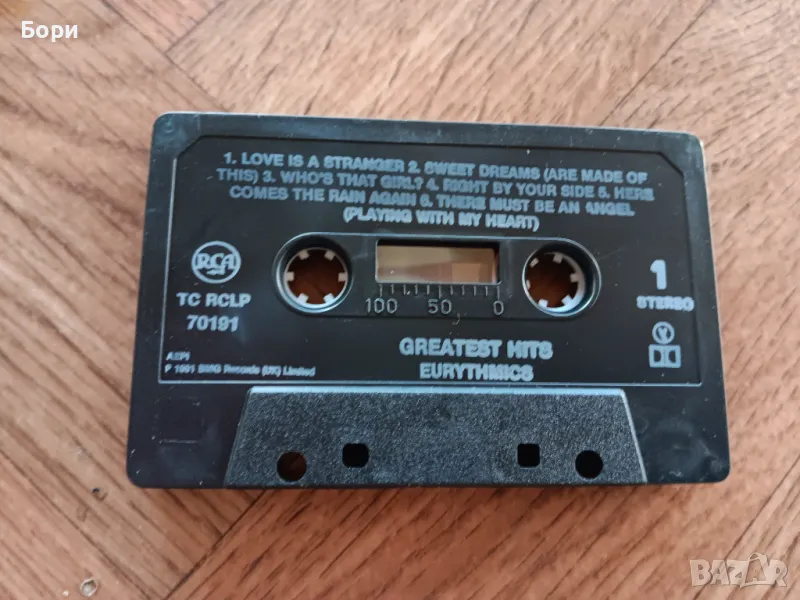 Бори
1. LOVE IS A STRANGER 2. SWEET DREAMS (ARE MADE OF
THIS) 3. WHO'S THAT GIRL? 4. RIGHT BY YOUR SIDE 5. HERE
COMES THE RAIN AGAIN 6. THERE MUST BE AN ANGEL
(PLAYING WITH MY HEART)
RCA
TC RCLP
70191
100 50 0
1
STEREO
GREATEST HITS
EURYTHMICS
AEPI
P 1991 BMG Records (UK) Limited
BAZAR